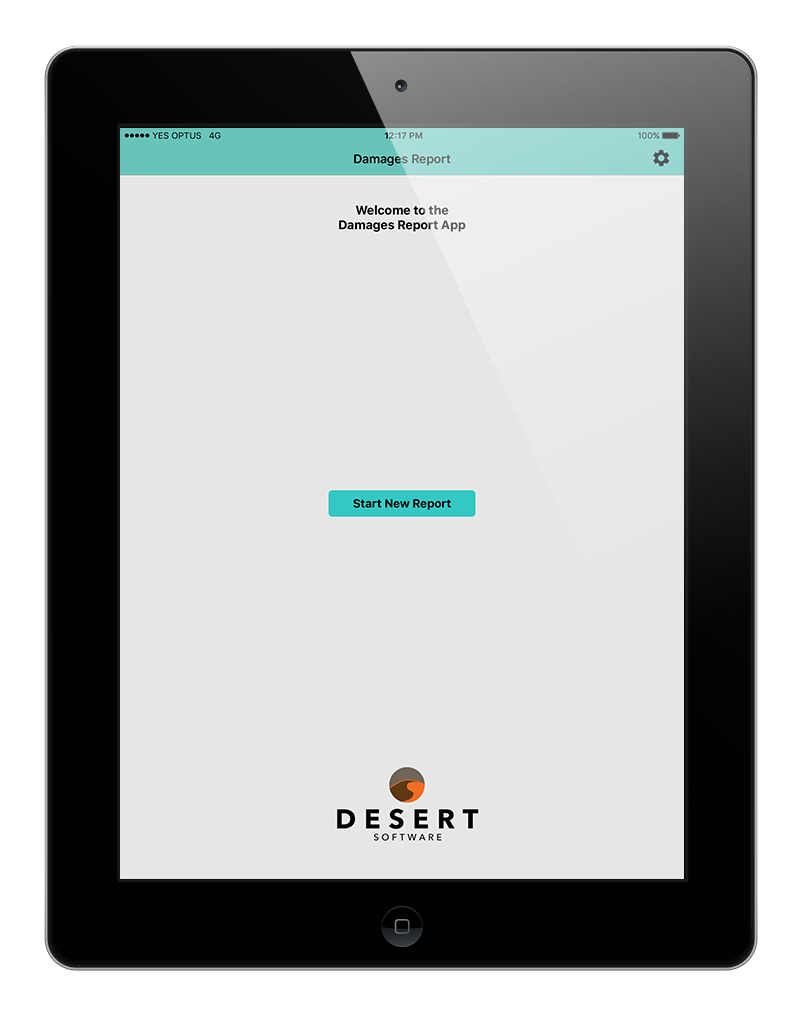 YES OPTUS 4G 12:17 PM 100%
Damages Report
Welcome to the
Damages Report App
Start New Report
DESERT
SOFTWARE